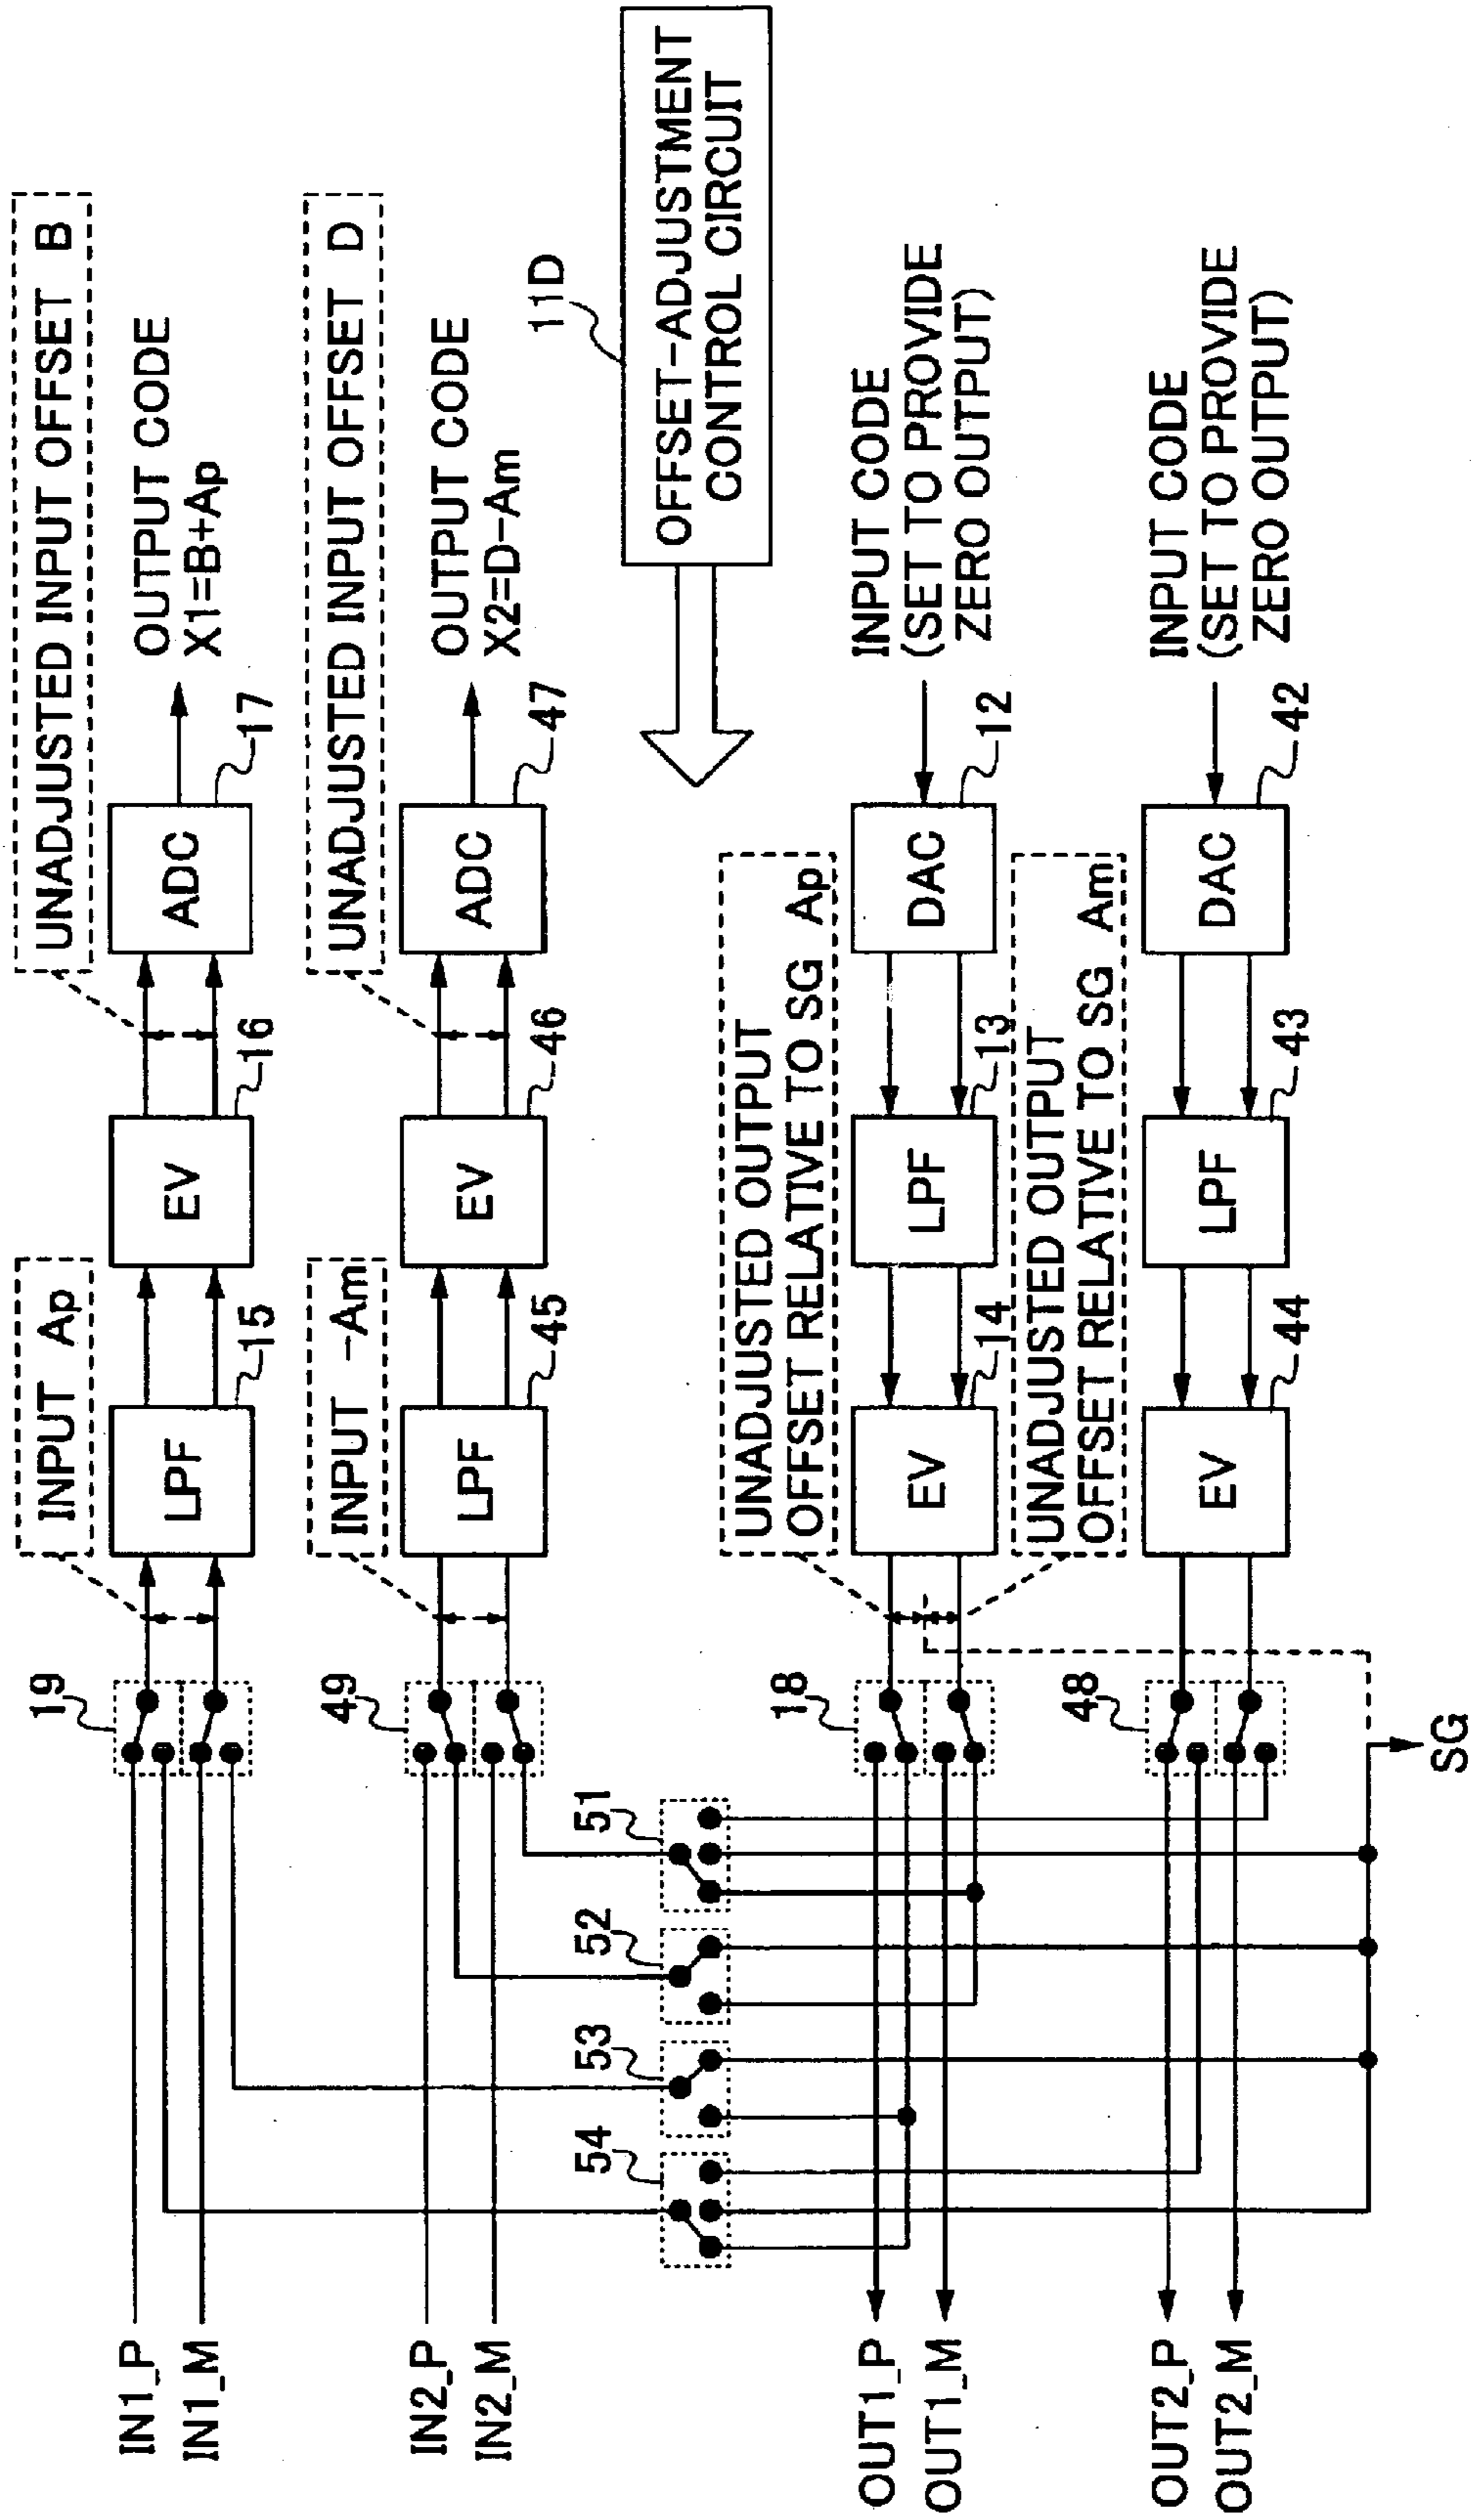 UNADJUSTED INPUT OFFSET B
INPUT Ap
19
LPF
15
EV
16
ADC
17
OUTPUT CODE
X1=B+Ap
IN1_P
IN1_M
UNADJUSTED INPUT OFFSET D
INPUT -Am
49
LPF
45
EV
46
ADC
47
OUTPUT CODE
X2=D-Am
IN2_P
IN2_M
11D
OFFSET-ADJUSTMENT
CONTROL CIRCUIT
54
53
52
51
UNADJUSTED OUTPUT
OFFSET RELATIVE TO SG Ap
18
EV
14
LPF
13
DAC
12
INPUT CODE
(SET TO PROVIDE
ZERO OUTPUT)
OUT1_P
OUT1_M
UNADJUSTED OUTPUT
OFFSET RELATIVE TO SG Am
48
EV
44
LPF
43
DAC
42
INPUT CODE
(SET TO PROVIDE
ZERO OUTPUT)
OUT2_P
OUT2_M
SG